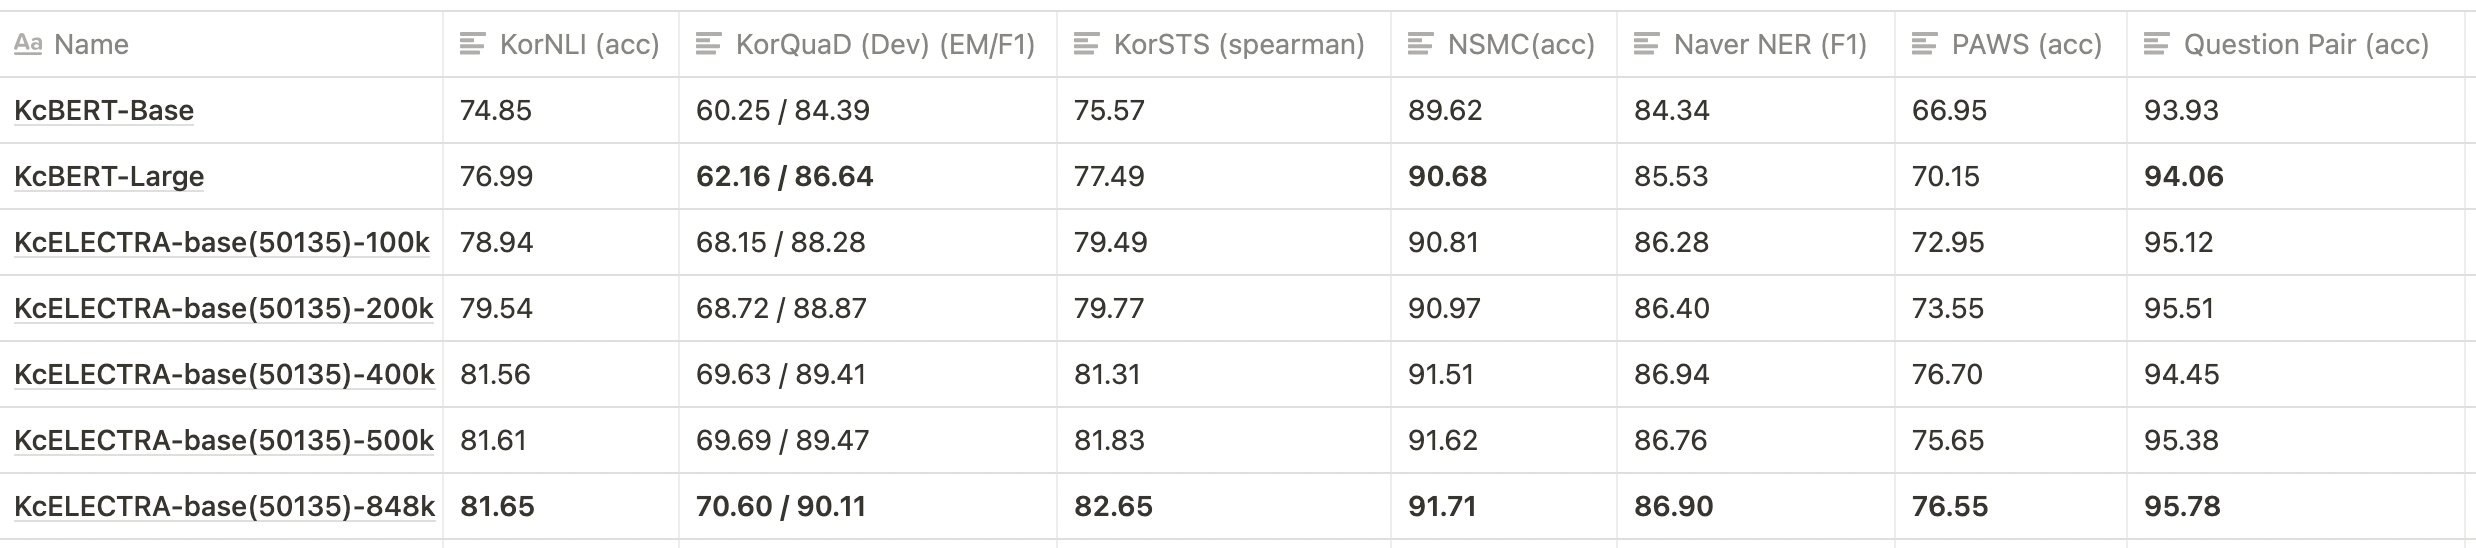 Aa Name KorNLI (acc) KorQuaD (Dev) (EM/F1) KorSTS (spearman) NSMC(acc) Naver NER (F1) PAWS (acc) Question Pair (acc)
KcBERT-Base 74.85 60.25 / 84.39 75.57 89.62 84.34 66.95 93.93
KcBERT-Large 76.99 62.16 / 86.64 77.49 90.68 85.53 70.15 94.06
KcELECTRA-base(50135)-100k 78.94 68.15 / 88.28 79.49 90.81 86.28 72.95 95.12
KcELECTRA-base(50135)-200k 79.54 68.72 / 88.87 79.77 90.97 86.40 73.55 95.51
KcELECTRA-base(50135)-400k 81.56 69.63 / 89.41 81.31 91.51 86.94 76.70 94.45
KcELECTRA-base(50135)-500k 81.61 69.69 / 89.47 81.83 91.62 86.76 75.65 95.38
KcELECTRA-base(50135)-848k 81.65 70.60 / 90.11 82.65 91.71 86.90 76.55 95.78